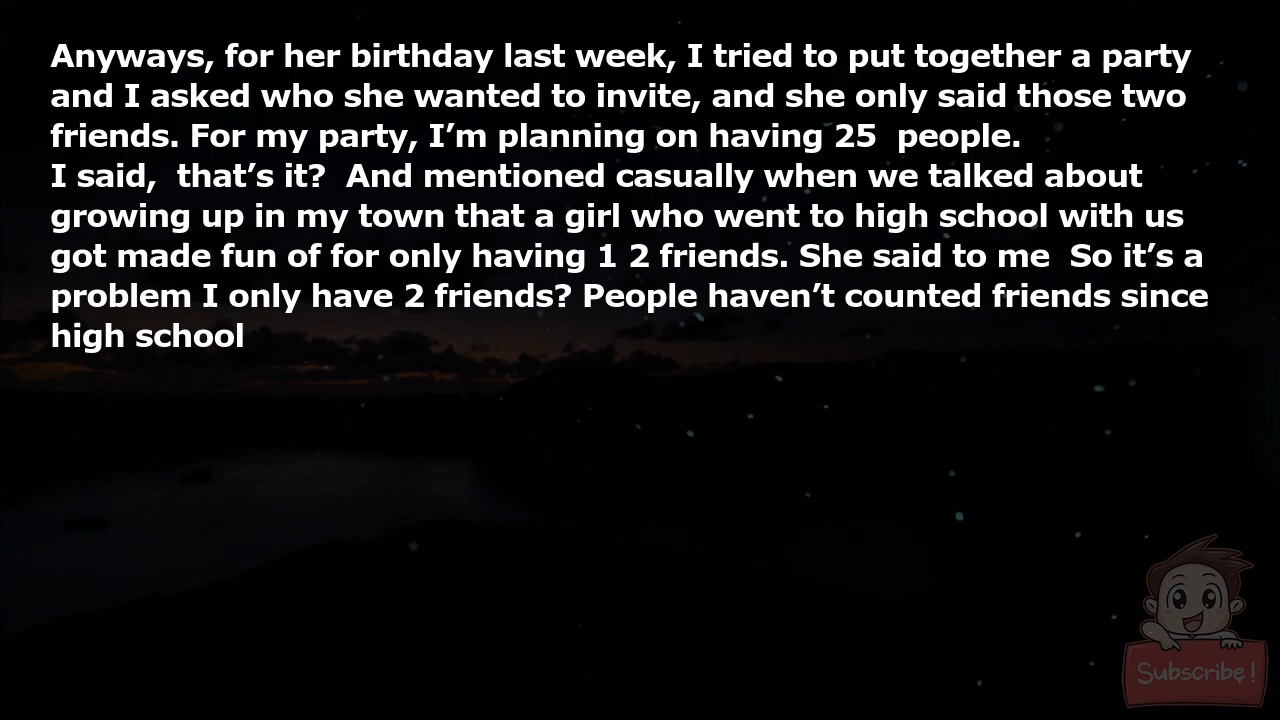 Anyways, for her birthday last week, I tried to put together a party
and I asked who she wanted to invite, and she only said those two
friends. For my party, I’m planning on having 25  people.
I said,  that’s it?  And mentioned casually when we talked about
growing up in my town that a girl who went to high school with us
got made fun of for only having 1 2 friends. She said to me  So it’s a
problem I only have 2 friends? People haven’t counted friends since
high school
Subscribe!